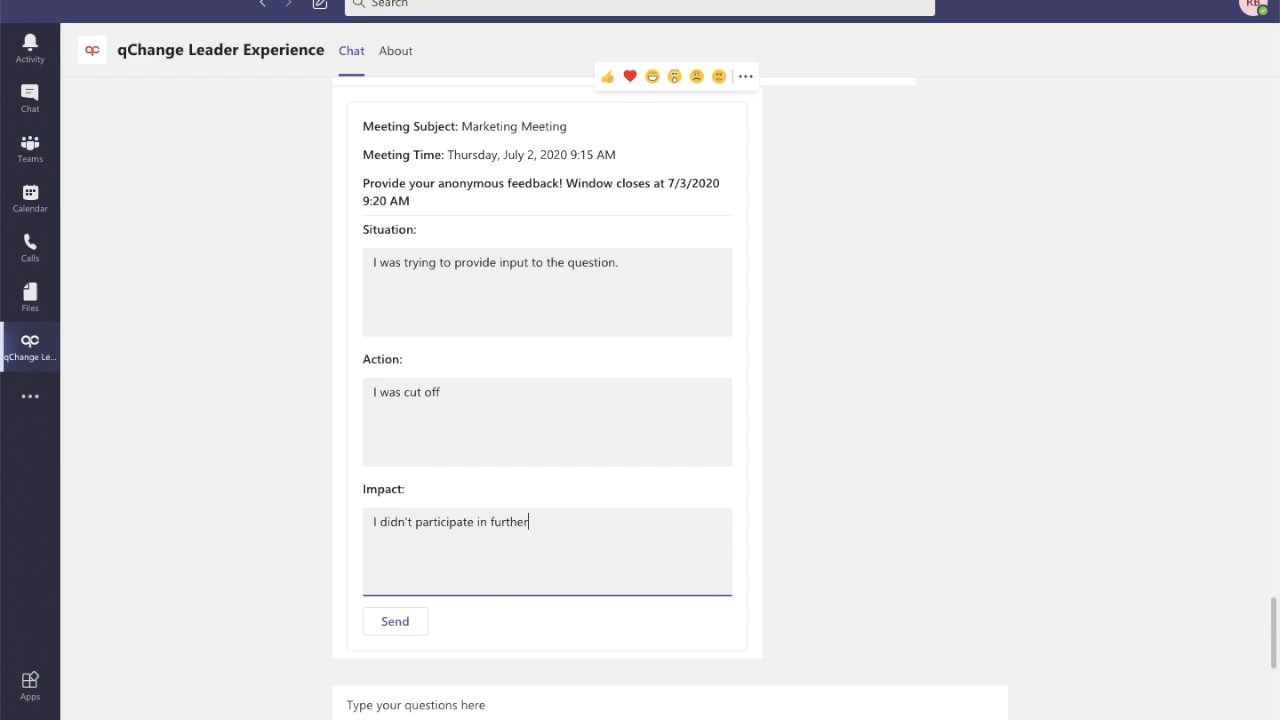 Search
RB
Activity
Chat
Teams
Calendar
Calls
Files
qChange Le...
Apps
qc qChange Leader Experience Chat About
Meeting Subject: Marketing Meeting
Meeting Time: Thursday, July 2, 2020 9:15 AM
Provide your anonymous feedback! Window closes at 7/3/2020
9:20 AM
Situation:
I was trying to provide input to the question.
Action:
I was cut off
Impact:
I didn't participate in further
Send
Type your questions here